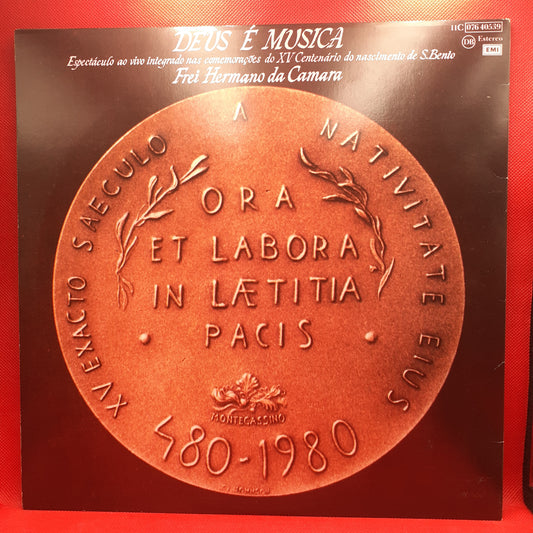 DEUS É MUSICA
11C 076 40539
Espectáculo ao vivo integrado nas comemorações do XV Centenário do nascimento de S. Bento
DB Estereo
EMI
Frei Hermano da Camara
XV EXACTO SAECULO A NATIVITATE EIUS
ORA
ET LABORA
IN LÆTITIA
· PACIS ·
MONTECASSINO
480-1980